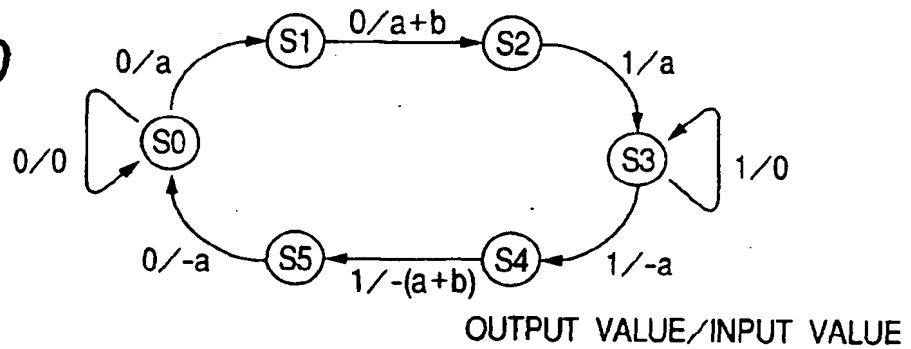 S1
0/a+b
S2
0/a
1/a
S0
0/0
S3
1/0
0/-a
S5
1/-(a+b)
S4
1/-a
OUTPUT VALUE/INPUT VALUE